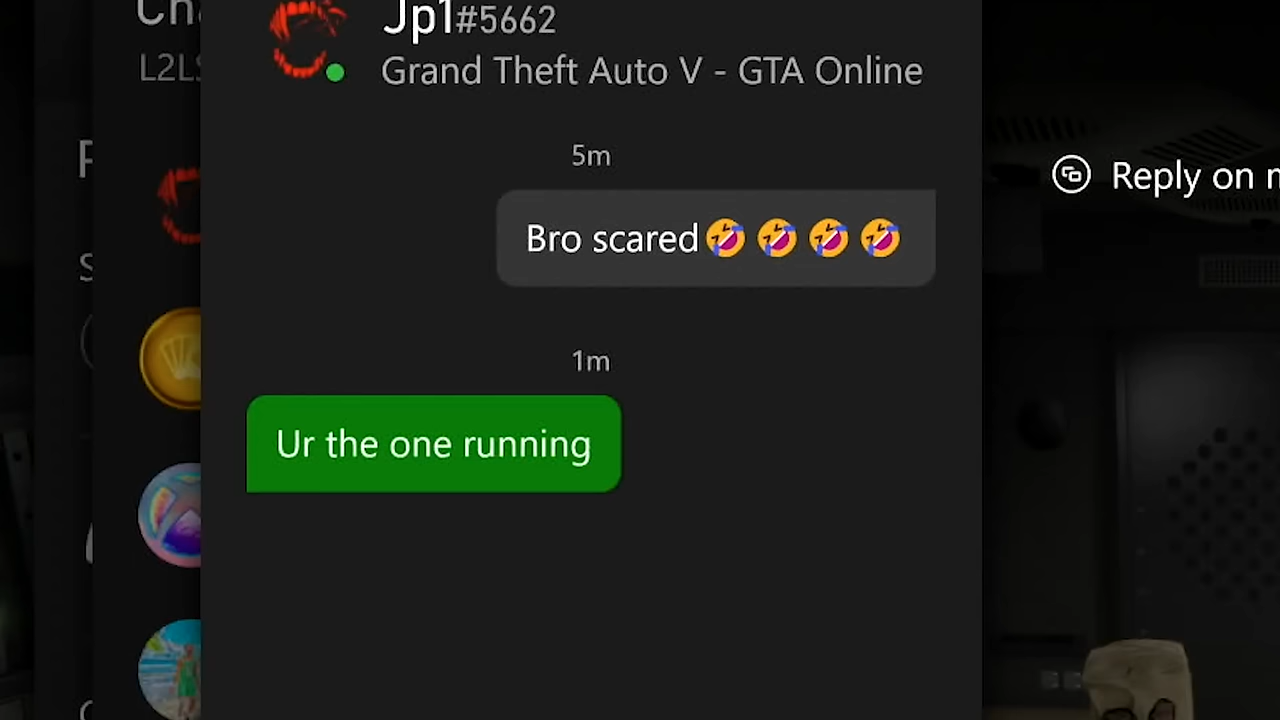 Jp1#5662
Grand Theft Auto V - GTA Online
5m
Reply on
Bro scared🤣🤣🤣🤣
1m
Ur the one running